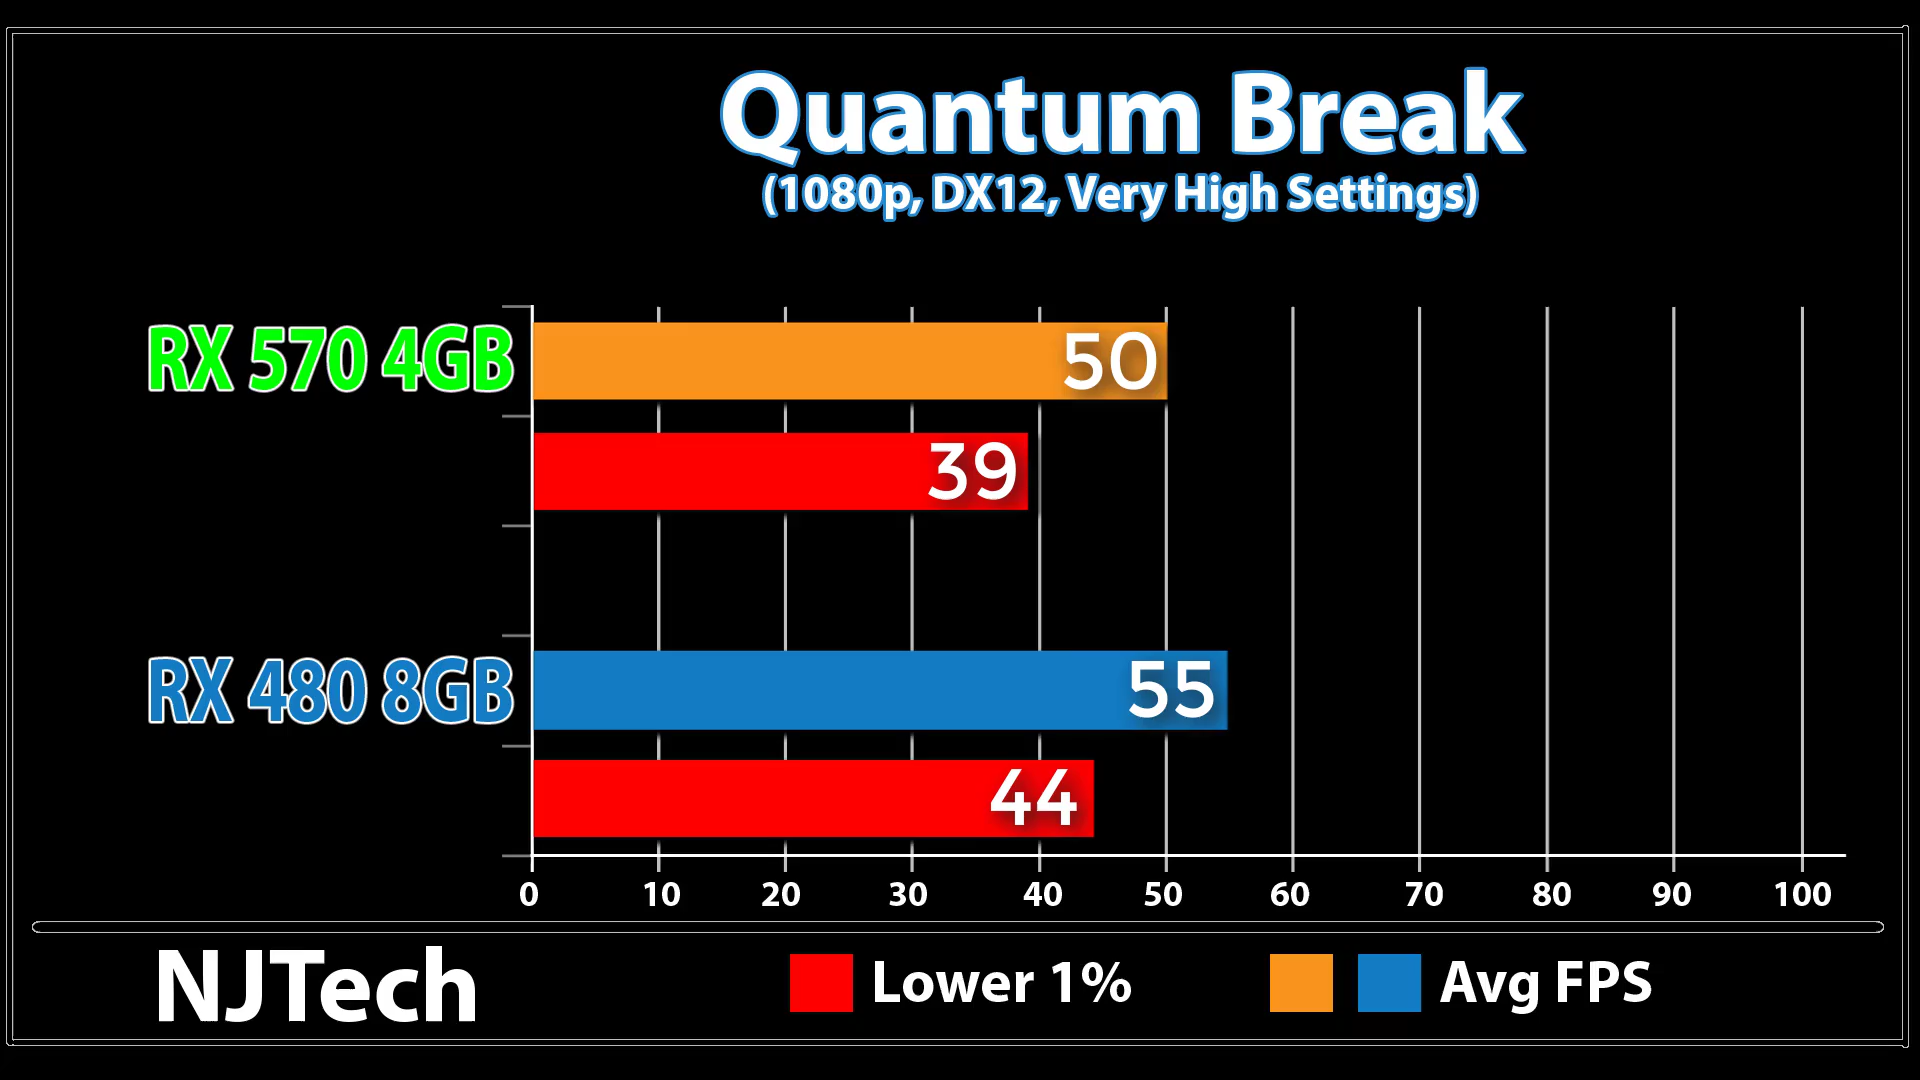 Quantum Break
(1080p, DX12, Very High Settings)
RX 570 4GB
50
39
RX 480 8GB
55
44
0 10 20 30 40 50 60 70 80 90 100
NJTech
Lower 1%
Avg FPS